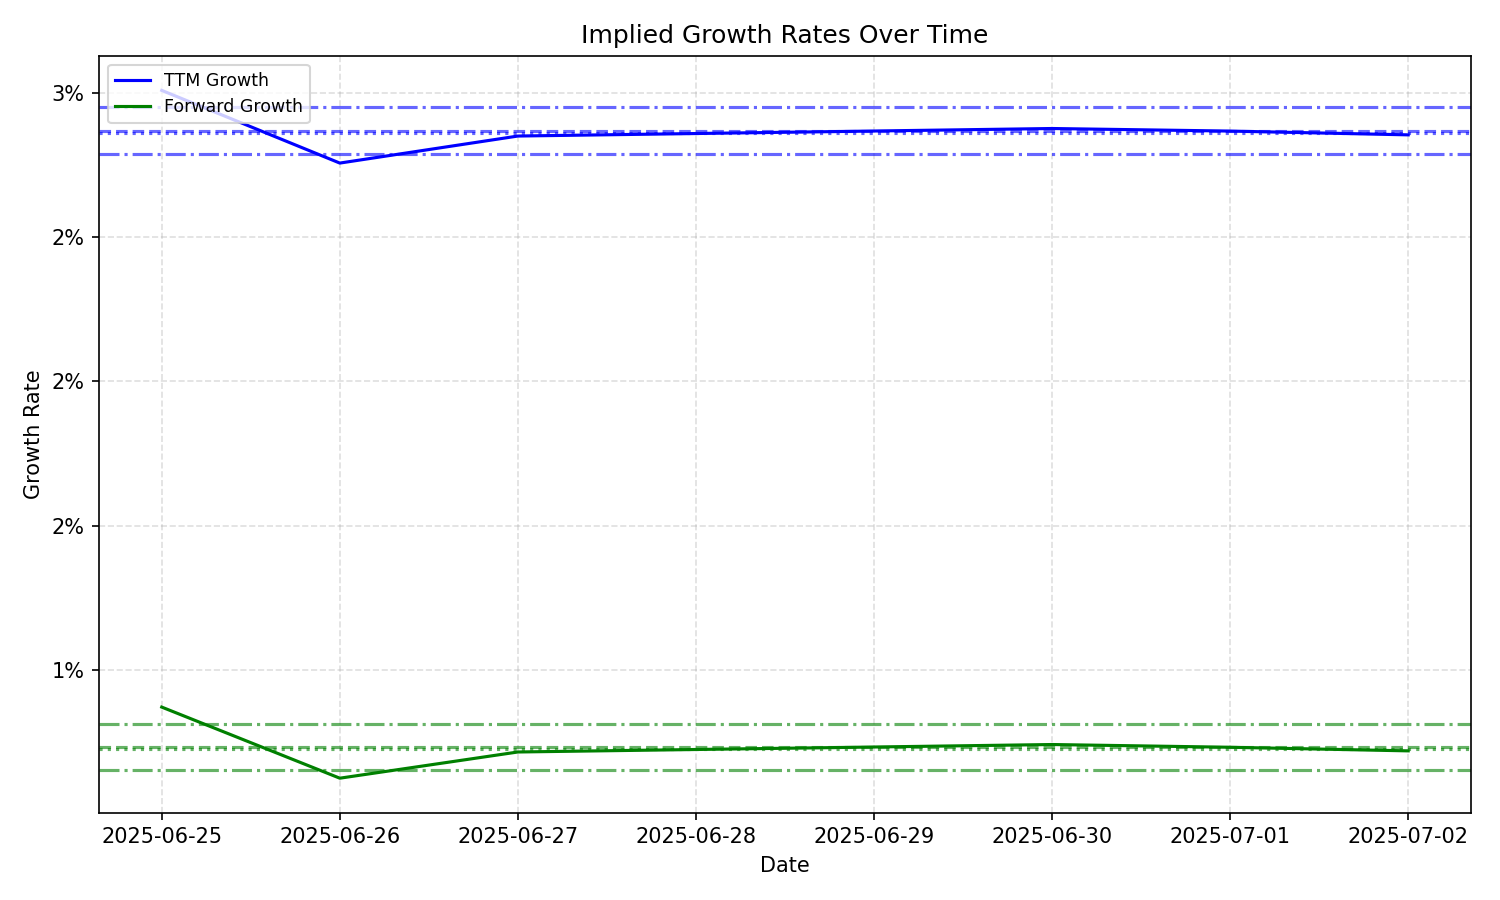 Implied Growth Rates Over Time
TTM Growth
Forward Growth
3%
2%
2%
2%
1%
Growth Rate
2025-06-25
2025-06-26
2025-06-27
2025-06-28
2025-06-29
2025-06-30
2025-07-01
2025-07-02
Date